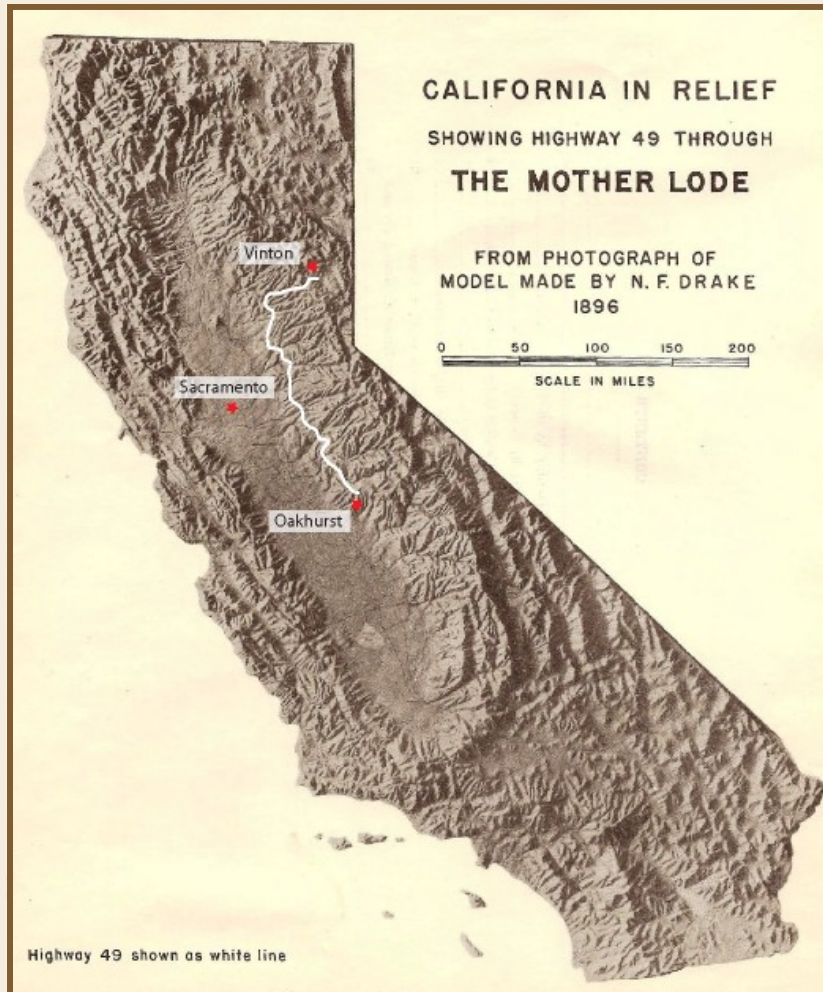 CALIFORNIA IN RELIEF
SHOWING HIGHWAY 49 THROUGH
THE MOTHER LODE
FROM PHOTOGRAPH OF
MODEL MADE BY N. F. DRAKE
1896
0 50 100 150 200
SCALE IN MILES
Vinton
Sacramento
Oakhurst
Highway 49 shown as white line